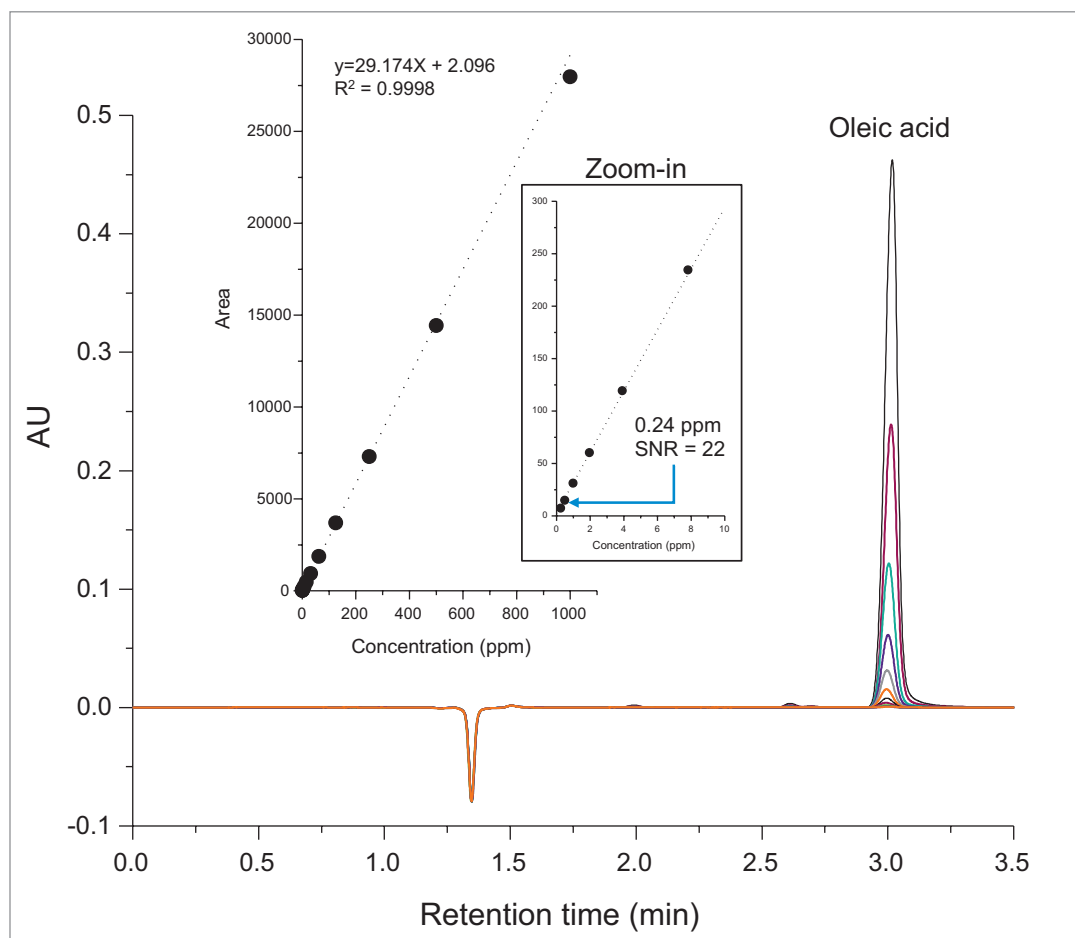 30000
25000
20000
15000
10000
5000
0
Area
y=29.174X + 2.096
R² = 0.9998
0 200 400 600 800 1000
Concentration (ppm)
Zoom-in
300
250
200
150
100
50
0
0.24 ppm
SNR = 22
0 2 4 6 8 10
Concentration (ppm)
Oleic acid
0.5
0.4
0.3
0.2
0.1
0.0
-0.1
AU
0.0 0.5 1.0 1.5 2.0 2.5 3.0 3.5
Retention time (min)